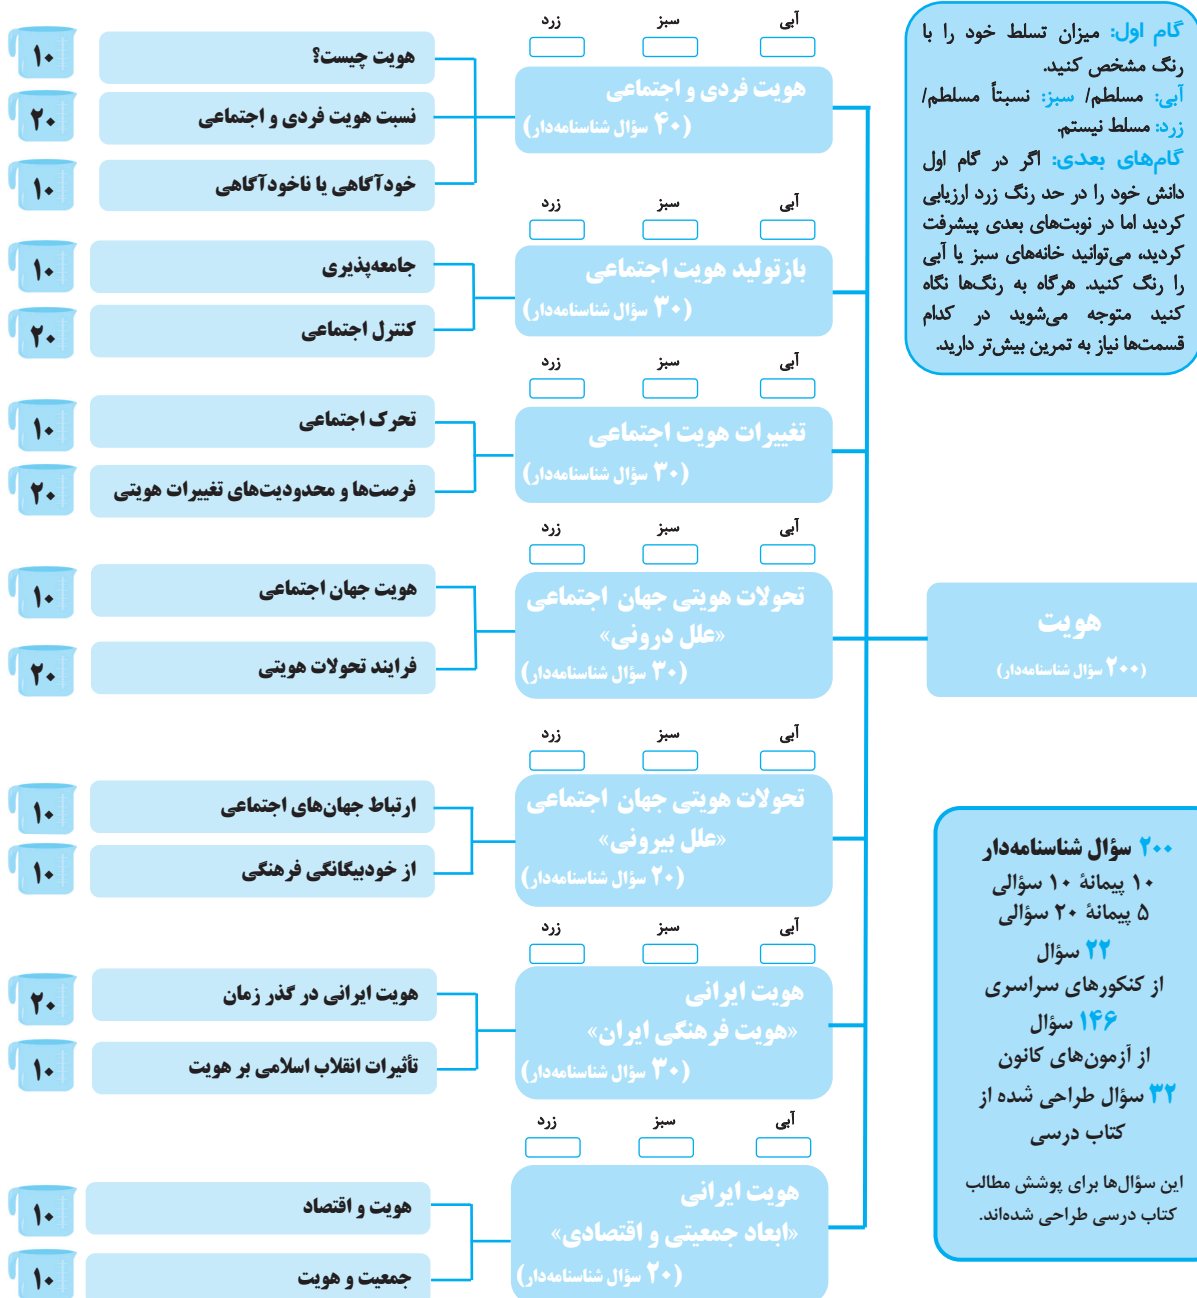 گام اول: میزان تسلط خود را با
رنگ مشخص کنید.
آبی: مسلطم/ سبز: نسبتاً مسلطم/
زرد: مسلط نیستم.
گام‌های بعدی: اگر در گام اول
دانش خود را در حد رنگ زرد ارزیابی
کردید اما در نوبت‌های بعدی پیشرفت
کردید، می‌توانید خانه‌های سبز یا آبی
را رنگ کنید. هرگاه به رنگ‌ها نگاه
کنید متوجه می‌شوید در کدام
قسمت‌ها نیاز به تمرین بیش‌تر دارید.
هویت
(۲۰۰ سؤال شناسنامه‌دار)
۲۰۰ سؤال شناسنامه‌دار
۱۰ پیمانهٔ ۱۰ سؤالی
۵ پیمانهٔ ۲۰ سؤالی
۲۲ سؤال
از کنکورهای سراسری
۱۴۶ سؤال
از آزمون‌های کانون
۳۲ سؤال طراحی شده از
کتاب درسی
این سؤال‌ها برای پوشش مطالب
کتاب درسی طراحی شده‌اند.
آبی سبز زرد
هویت فردی و اجتماعی
(۴۰ سؤال شناسنامه‌دار)
هویت چیست؟ ۱۰
نسبت هویت فردی و اجتماعی ۲۰
خودآگاهی یا ناخودآگاهی ۱۰
آبی سبز زرد
بازتولید هویت اجتماعی
(۳۰ سؤال شناسنامه‌دار)
جامعه‌پذیری ۱۰
کنترل اجتماعی ۲۰
آبی سبز زرد
تغییرات هویت اجتماعی
(۳۰ سؤال شناسنامه‌دار)
تحرک اجتماعی ۱۰
فرصت‌ها و محدودیت‌های تغییرات هویتی ۲۰
آبی سبز زرد
تحولات هویتی جهان اجتماعی
«علل درونی»
(۳۰ سؤال شناسنامه‌دار)
هویت جهان اجتماعی ۱۰
فرایند تحولات هویتی ۲۰
آبی سبز زرد
تحولات هویتی جهان اجتماعی
«علل بیرونی»
(۲۰ سؤال شناسنامه‌دار)
ارتباط جهان‌های اجتماعی ۱۰
از خودبیگانگی فرهنگی ۱۰
آبی سبز زرد
هویت ایرانی
«هویت فرهنگی ایران»
(۳۰ سؤال شناسنامه‌دار)
هویت ایرانی در گذر زمان ۲۰
تأثیرات انقلاب اسلامی بر هویت ۱۰
آبی سبز زرد
هویت ایرانی
«ابعاد جمعیتی و اقتصادی»
(۲۰ سؤال شناسنامه‌دار)
هویت و اقتصاد ۱۰
جمعیت و هویت ۱۰